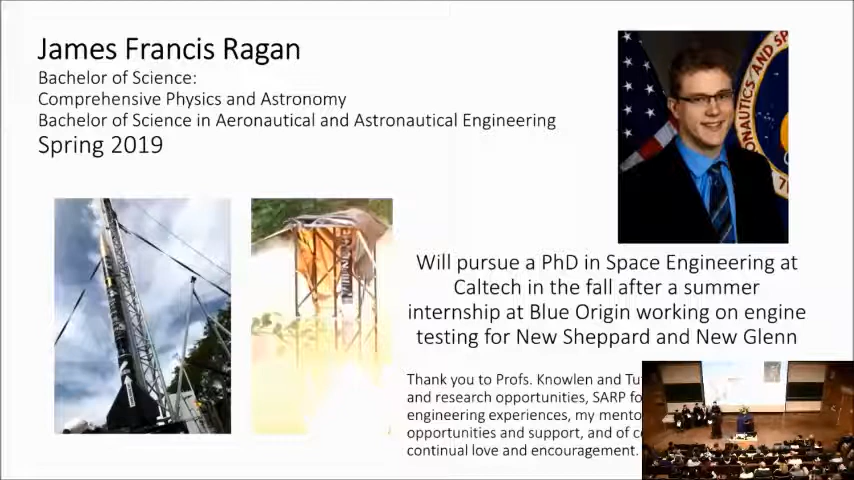 James Francis Ragan
Bachelor of Science:
Comprehensive Physics and Astronomy
Bachelor of Science in Aeronautical and Astronautical Engineering
Spring 2019
NAUTICS AND SP
Will pursue a PhD in Space Engineering at
Caltech in the fall after a summer
internship at Blue Origin working on engine
testing for New Sheppard and New Glenn
Thank you to Profs. Knowlen and
and research opportunities, SARP
engineering experiences, my
opportunities and support, and of
continual love and encouragement.